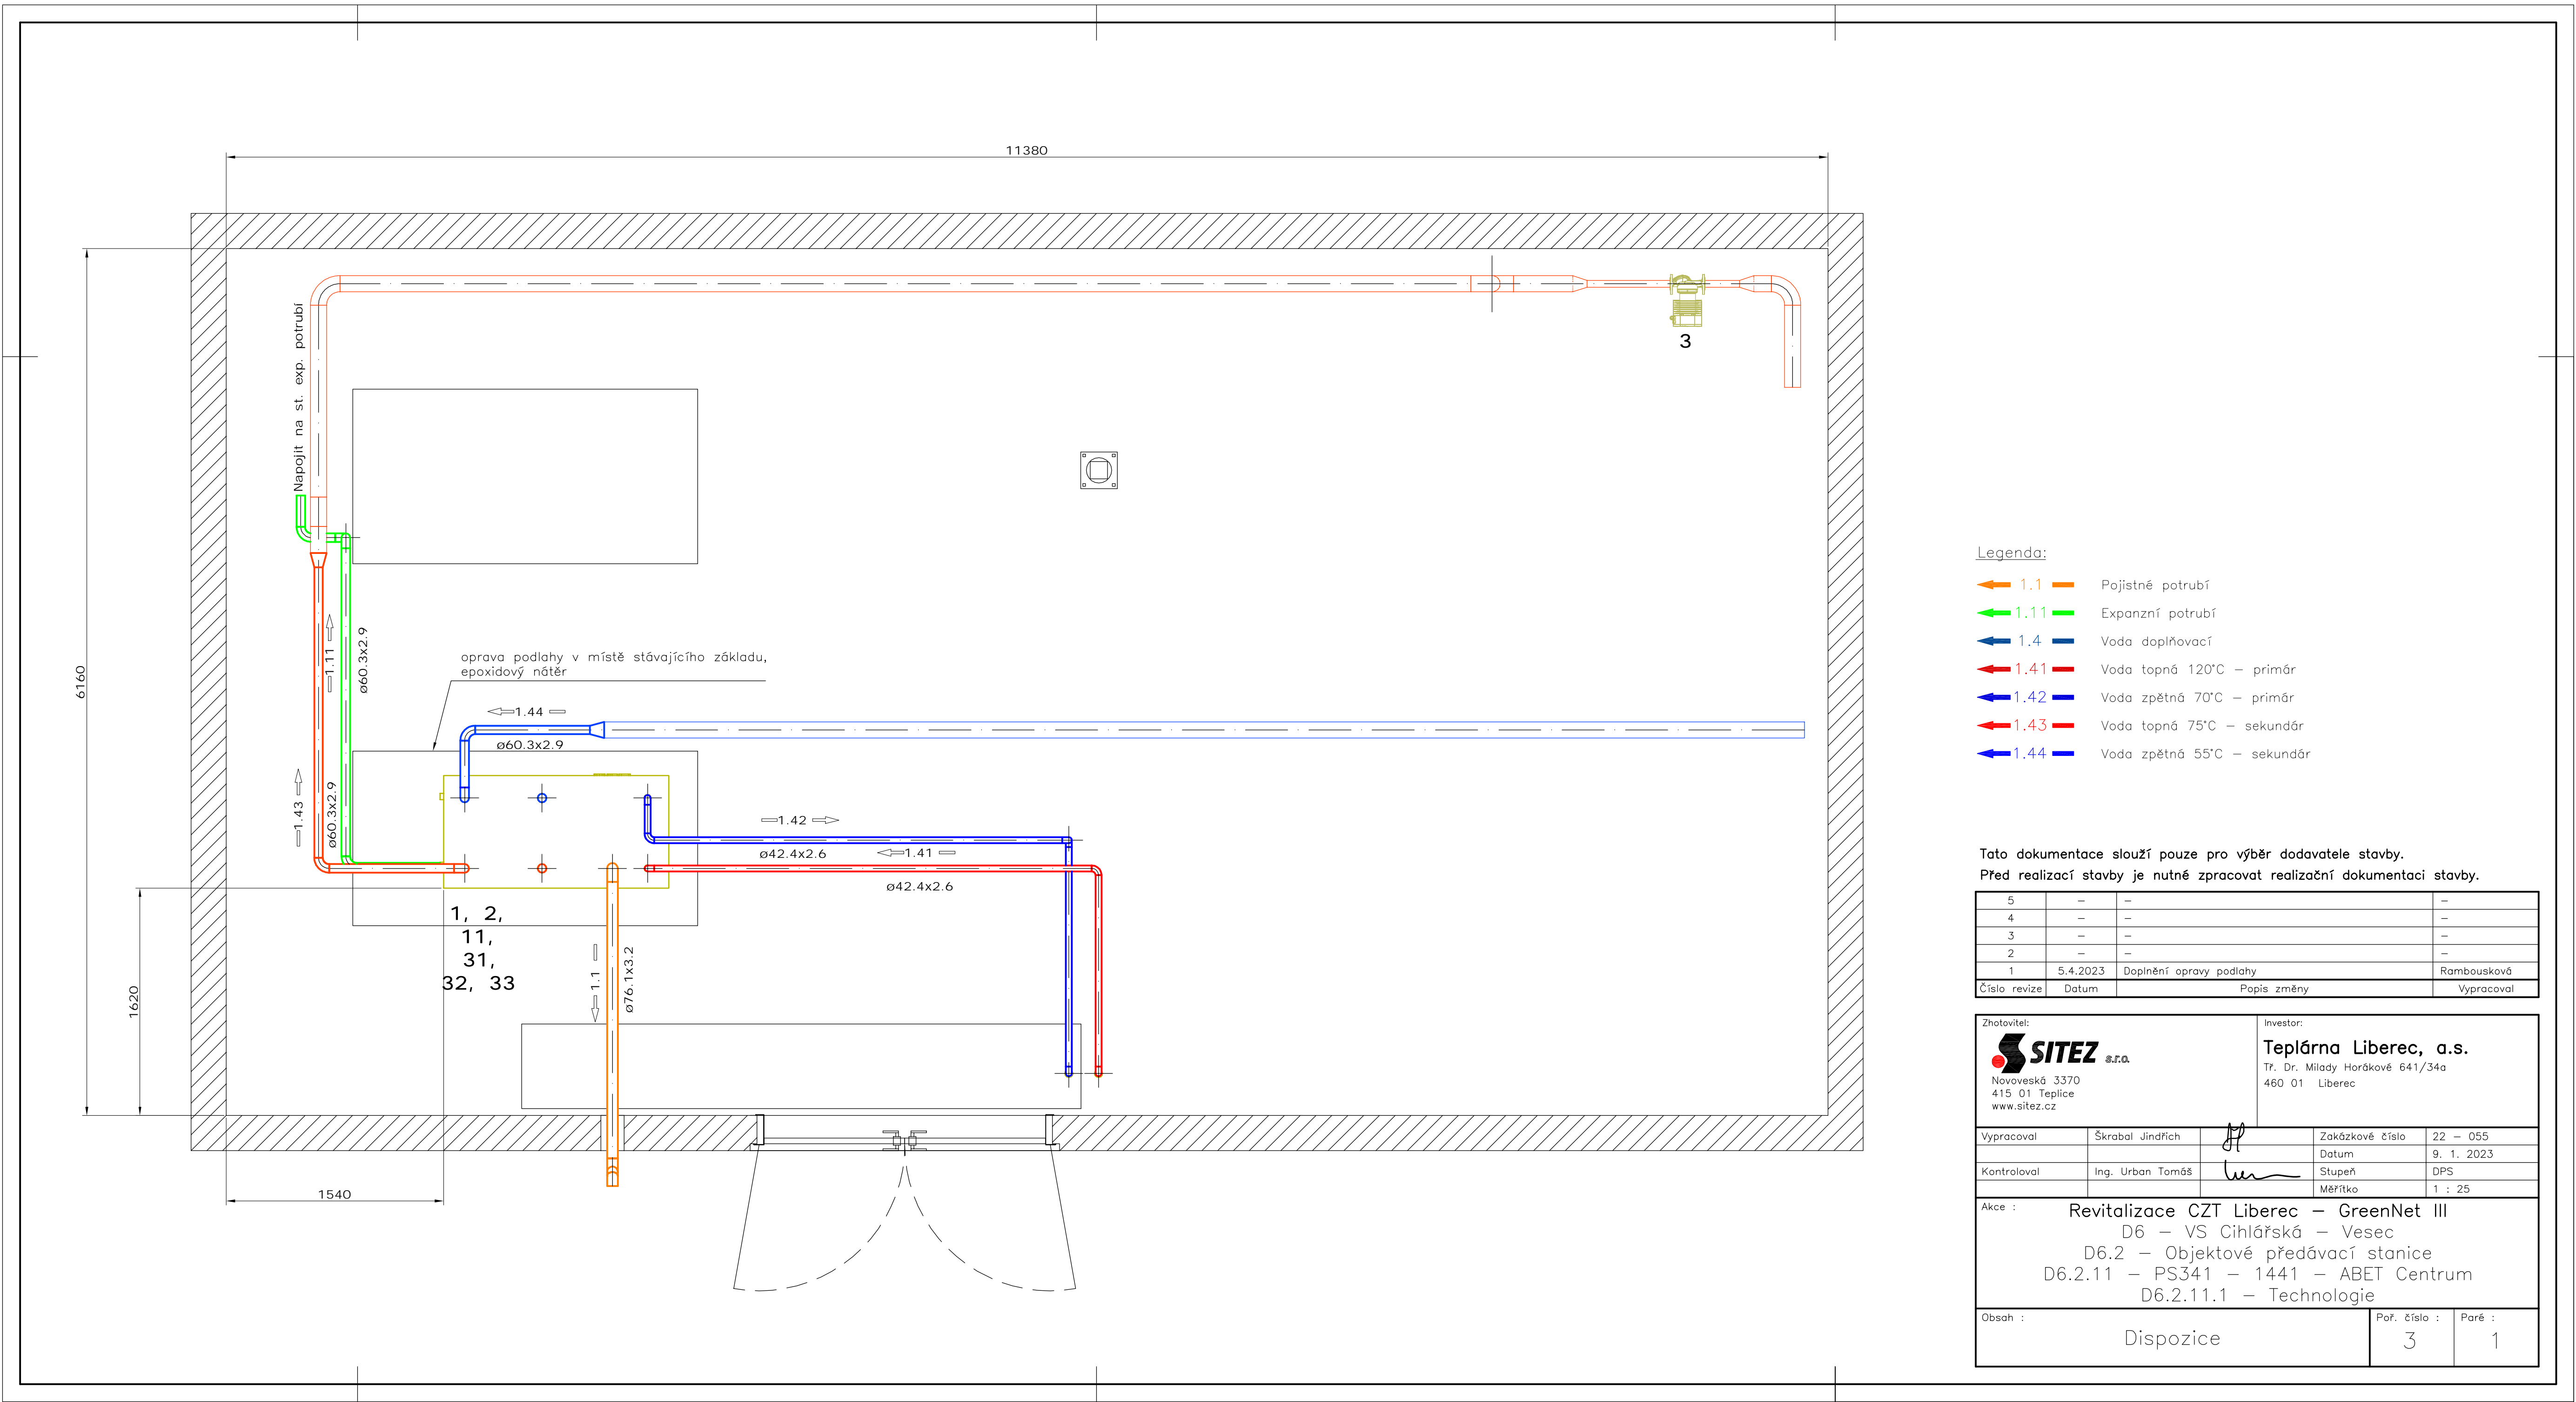 11380
6160
1620
1540
Napojit na st. exp. potrubí
3
1.11
ø60.3x2.9
oprava podlahy v místě stávajícího základu,
epoxidový nátěr
1.44
ø60.3x2.9
1.43
ø60.3x2.9
1.42
ø42.4x2.6
1.41
ø42.4x2.6
1, 2,
11,
31,
32, 33
1.1
ø76.1x3.2
Legenda:
1.1 Pojistné potrubí
1.11 Expanzní potrubí
1.4 Voda doplňovací
1.41 Voda topná 120°C – primár
1.42 Voda zpětná 70°C – primár
1.43 Voda topná 75°C – sekundár
1.44 Voda zpětná 55°C – sekundár
Tato dokumentace slouží pouze pro výběr dodavatele stavby.
Před realizací stavby je nutné zpracovat realizační dokumentaci stavby.
5 – – –
4 – – –
3 – – –
2 – – –
1 5.4.2023 Doplnění opravy podlahy Rambousková
Číslo revize Datum Popis změny Vypracoval
Zhotovitel:
SITEZ s.r.o.
Novoveská 3370
415 01 Teplice
www.sitez.cz
Investor:
Teplárna Liberec, a.s.
Tř. Dr. Milady Horákové 641/34a
460 01 Liberec
Vypracoval Škrabal Jindřich Zakázkové číslo 22 – 055
Datum 9. 1. 2023
Kontroloval Ing. Urban Tomáš Stupeň DPS
Měřítko 1 : 25
Akce : Revitalizace CZT Liberec – GreenNet III
D6 – VS Cihlářská – Vesec
D6.2 – Objektové předávací stanice
D6.2.11 – PS341 – 1441 – ABET Centrum
D6.2.11.1 – Technologie
Obsah : Poř. číslo : Paré :
Dispozice 3 1